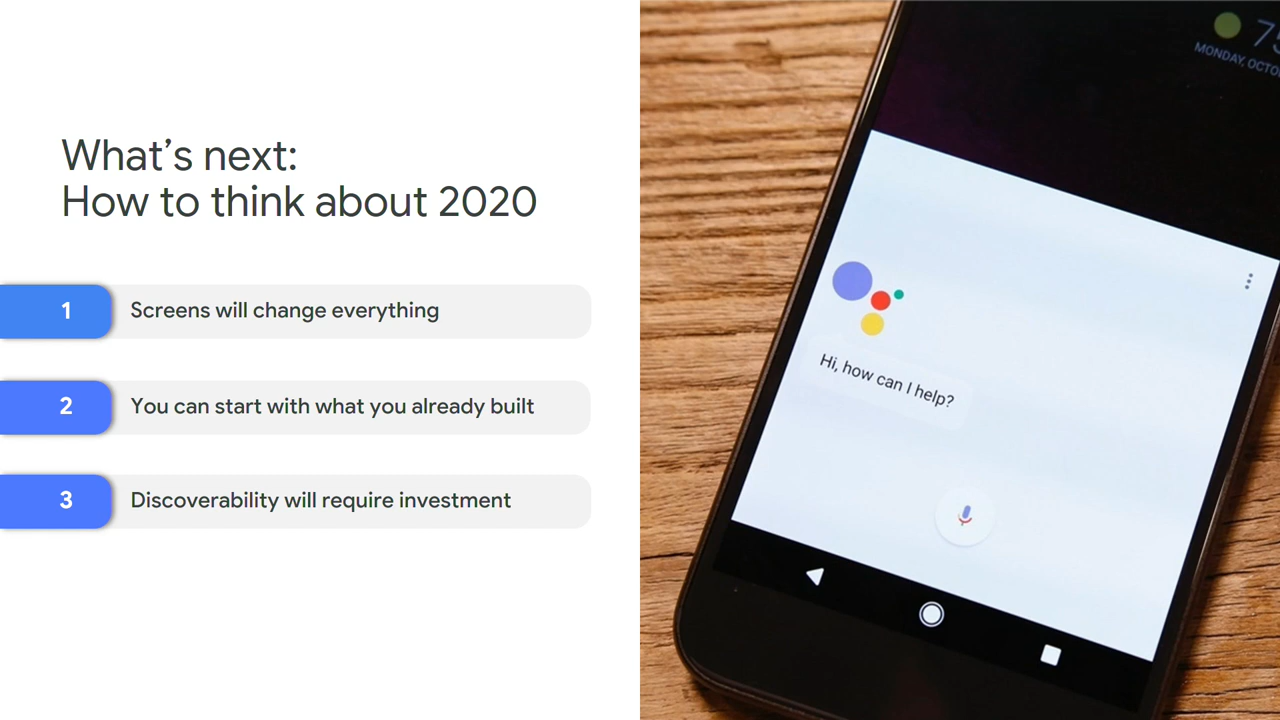 What’s next:
How to think about 2020
1 Screens will change everything
2 You can start with what you already built
3 Discoverability will require investment
MONDAY,
Hi, how can I help?